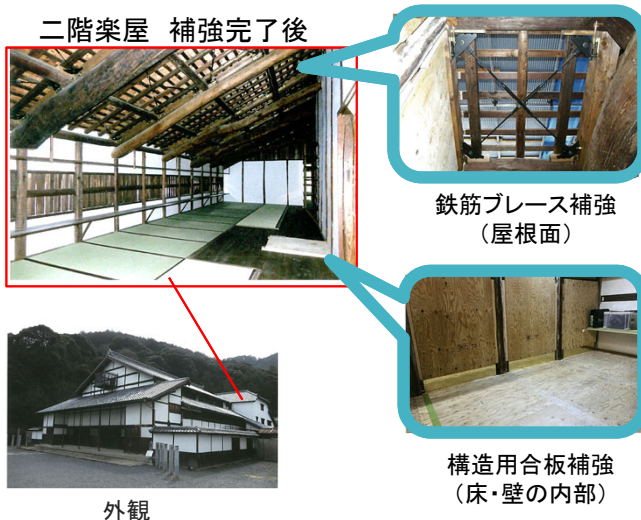 二階楽屋 補強完了後
鉄筋ブレース補強
(屋根面)
構造用合板補強
(床・壁の内部)
外観